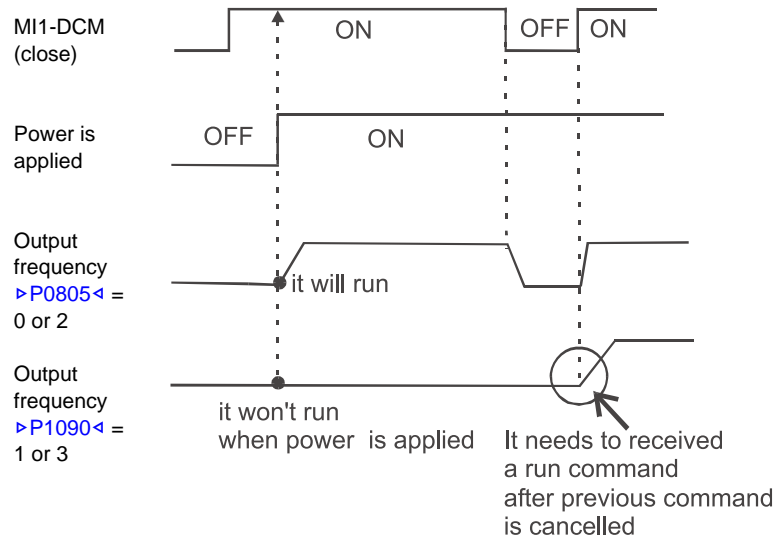 MI1-DCM
(close)
ON
OFF
ON
Power is
applied
OFF
ON
Output
frequency
▹P0805◃ =
0 or 2
it will run
Output
frequency
▹P1090◃ =
1 or 3
it won't run
when power is applied
It needs to received
a run command
after previous command
is cancelled